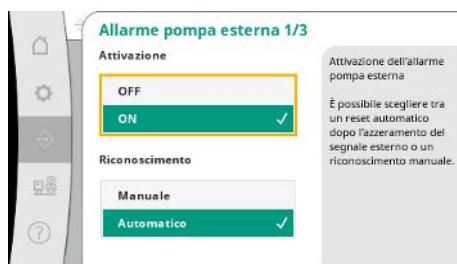 Allarme pompa esterna 1/3
Attivazione
OFF
ON
Riconoscimento
Manuale
Automatico
Attivazione dell'allarme
pompa esterna
È possibile scegliere tra
un reset automatico
dopo l'azzeramento del
segnale esterno o un
riconoscimento manuale.